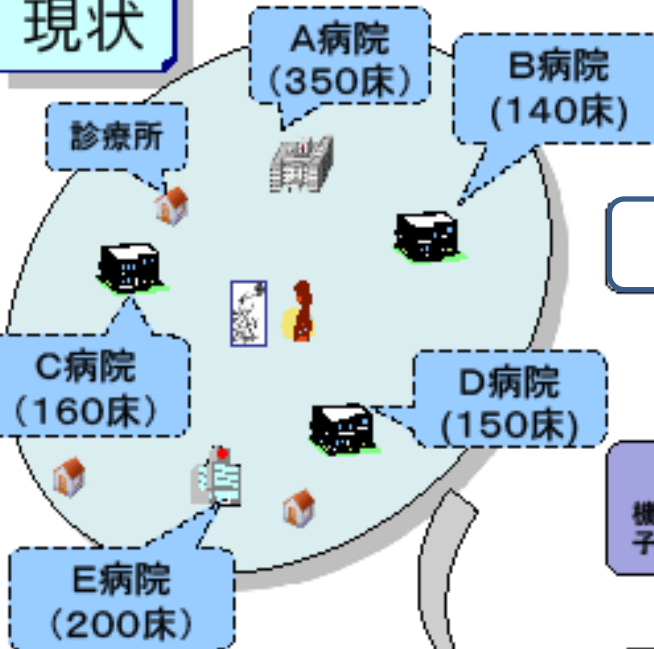 現状
A病院
（350床）
B病院
(140床)
診療所
C病院
（160床）
D病院
(150床)
E病院
（200床）
機
子